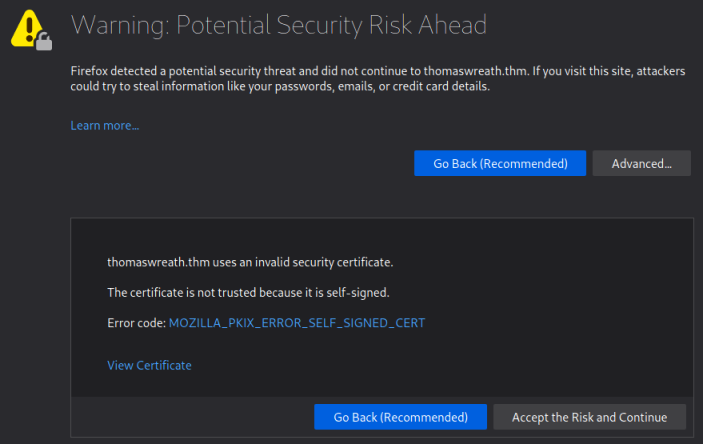 Warning: Potential Security Risk Ahead
Firefox detected a potential security threat and did not continue to thomaswreath.thm. If you visit this site, attackers
could try to steal information like your passwords, emails, or credit card details.
Learn more...
Go Back (Recommended) Advanced...
thomaswreath.thm uses an invalid security certificate.
The certificate is not trusted because it is self-signed.
Error code: MOZILLA_PKIX_ERROR_SELF_SIGNED_CERT
View Certificate
Go Back (Recommended) Accept the Risk and Continue